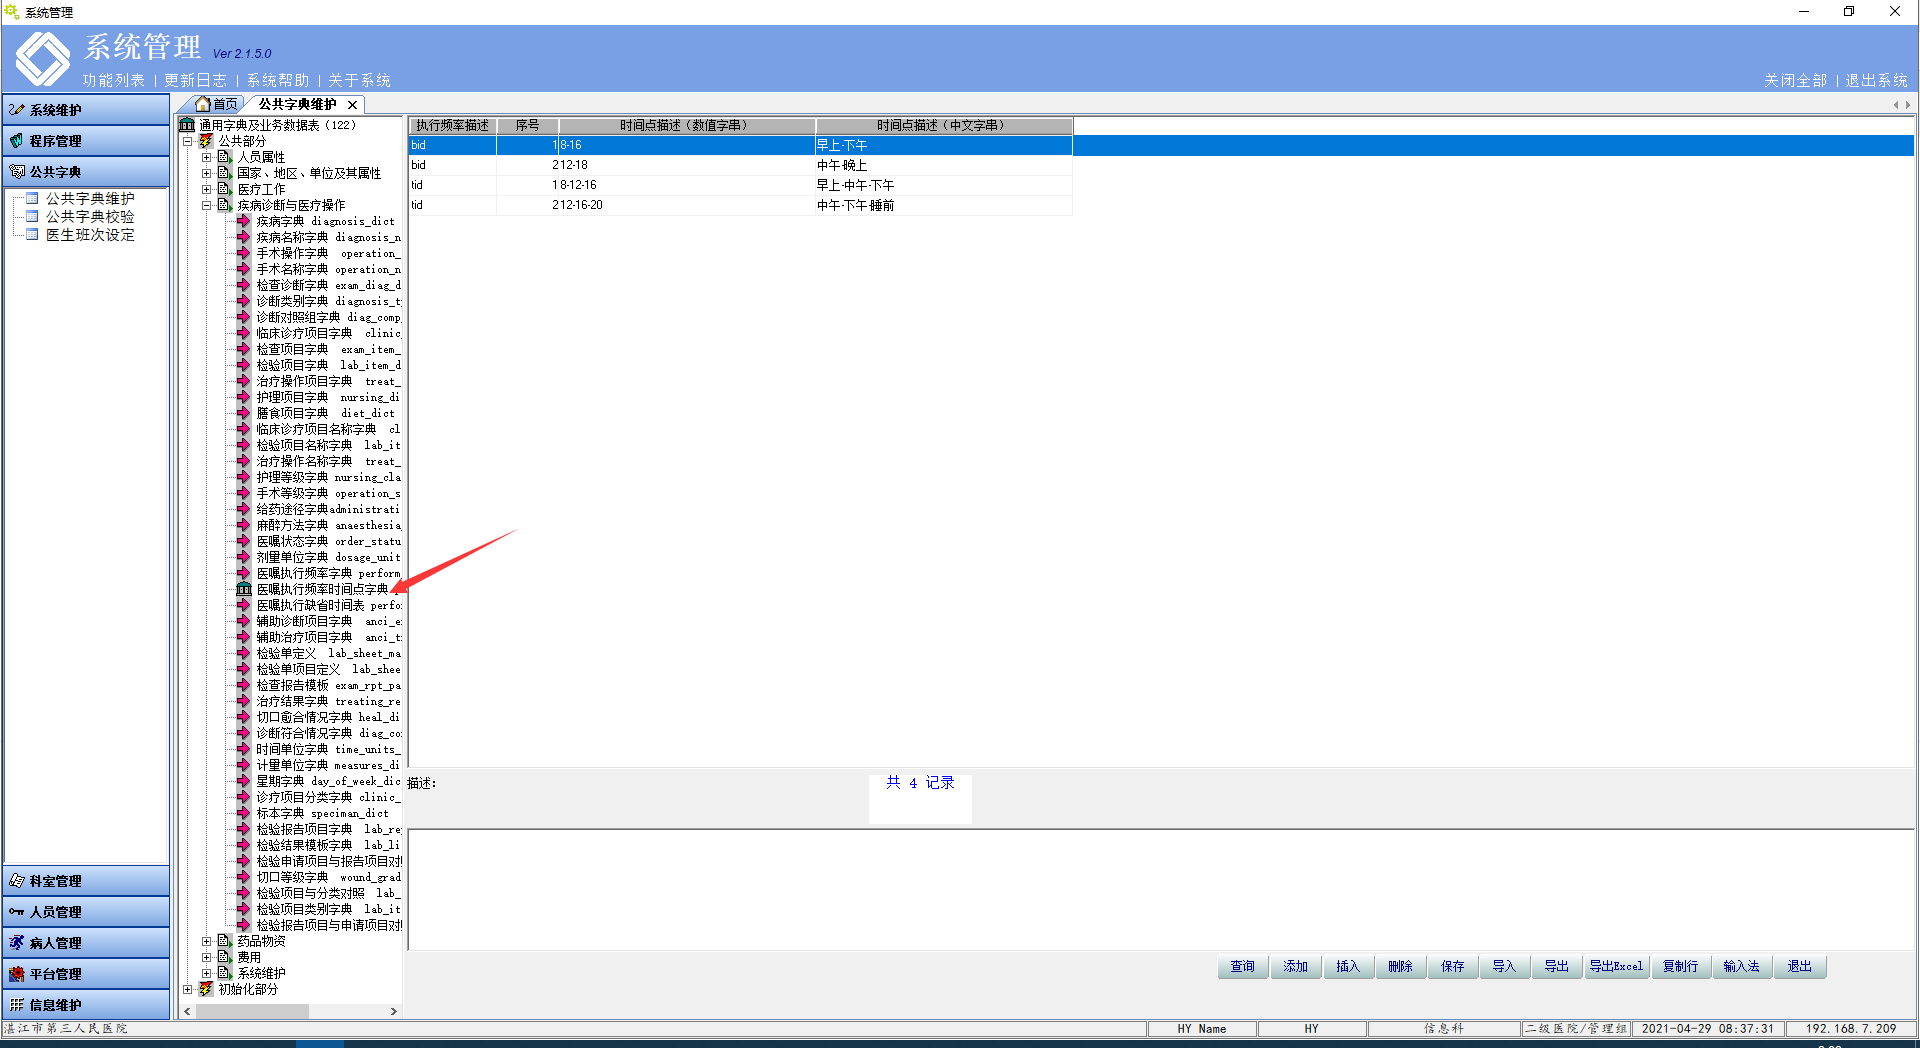 系统管理
系统管理 Ver 2.1.5.0
功能列表 | 更新日志 | 系统帮助 | 关于系统
关闭全部 | 退出系统
系统维护
程序管理
公共字典
公共字典维护
公共字典校验
医生班次设定
科室管理
人员管理
病人管理
平台管理
信息维护
首页 公共字典维护
通用字典及业务数据表 (122)
公共部分
人员属性
国家、地区、单位及其属性
医疗工作
疾病诊断与医疗操作
疾病字典 diagnosis_dict
疾病名称字典 diagnosis_n
手术操作字典 operation_
手术名称字典 operation_n
检查诊断字典 exam_diag_d
诊断类别字典 diagnosis_t
诊断对照组字典 diag_comp
临床诊疗项目字典 clinic_
检查项目字典 exam_item_
检验项目字典 lab_item_d
治疗操作项目字典 treat_
护理项目字典 nursing_di
膳食项目字典 diet_dict
临床诊疗项目名称字典 cl
检验项目名称字典 lab_it
治疗操作名称字典 treat_
护理等级字典 nursing_cla
手术等级字典 operation_s
给药途径字典administrati
麻醉方法字典 anaesthesia
医嘱状态字典 order_statu
剂量单位字典 dosage_unit
医嘱执行频率字典 perform
医嘱执行频率时间点字典
医嘱执行缺省时间表 perfo
辅助诊断项目字典 anci_e
辅助治疗项目字典 anci_t
检验单定义 lab_sheet_ma
检验单项目定义 lab_shee
检查报告模板 exam_rpt_pa
治疗结果字典 treating_re
切口愈合情况字典 heal_di
诊断符合情况字典 diag_co
时间单位字典 time_units_
计量单位字典 measures_di
星期字典 day_of_week_dic
诊疗项目分类字典 clinic_
标本字典 speciman_dict
检验报告项目字典 lab_re
检验结果模板字典 lab_li
检验申请项目与报告项目对
切口等级字典 wound_grad
检验项目与分类对照 lab_
检验项目类别字典 lab_it
检验报告项目与申请项目对
药品物资
费用
系统维护
初始化部分
执行频率描述 序号 时间点描述(数值字串) 时间点描述(中文字串)
bid 1 8-16 早上-下午
bid 2 12-18 中午-晚上
tid 1 8-12-16 早上-中午-下午
tid 2 12-16-20 中午-下午-睡前
描述:
共 4 记录
查询 添加 插入 删除 保存 导入 导出 导出Excel 复制行 输入法 退出
湛江市第三人民医院 HY Name HY 信息科 二级医院/管理组 2021-04-29 08:37:31 192.168.7.209